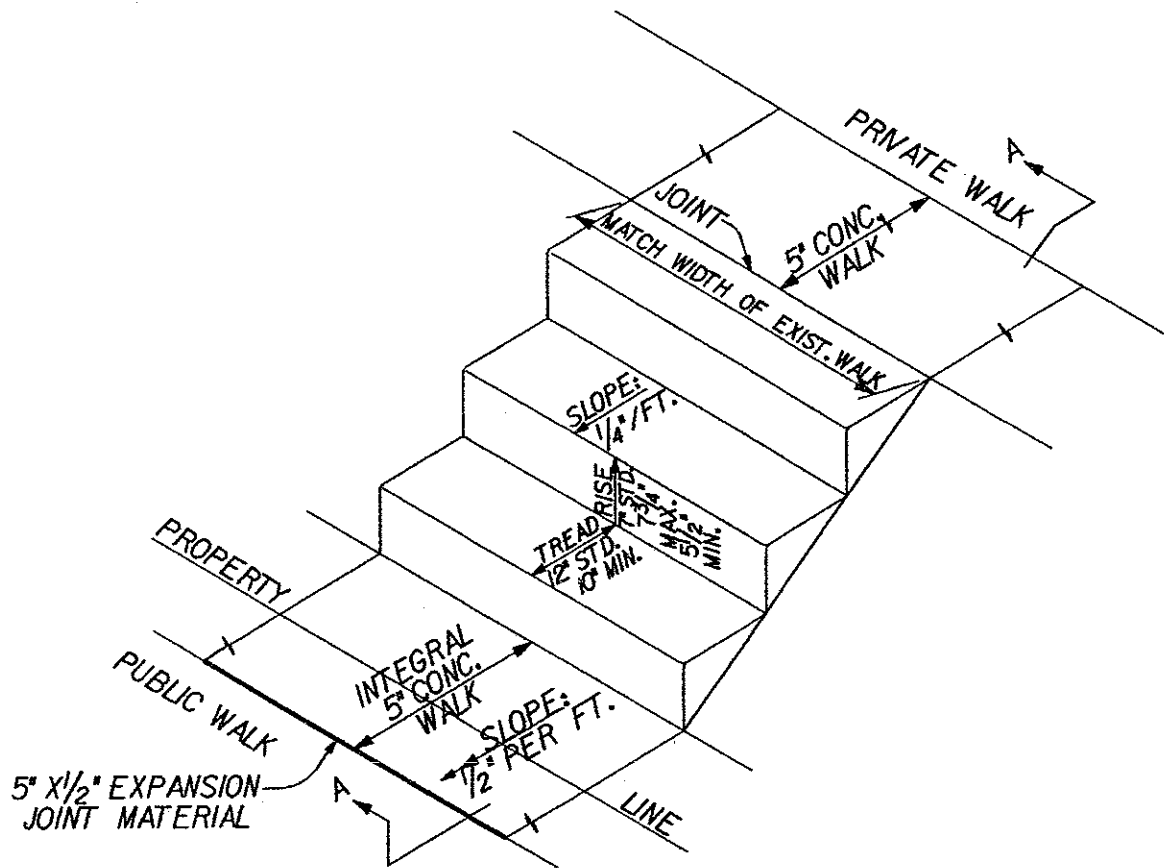 PRIVATE WALK
A
JOINT
5" CONC.
WALK
MATCH WIDTH OF EXIST. WALK
SLOPE:
1/4"/FT.
RISE
7" STD.
7 3/4"
MAX.
5 1/2"
MIN.
TREAD
12" STD.
10" MIN.
PROPERTY
LINE
INTEGRAL
5" CONC.
WALK
SLOPE:
1/2" PER FT.
PUBLIC WALK
5" X 1/2" EXPANSION
JOINT MATERIAL
A